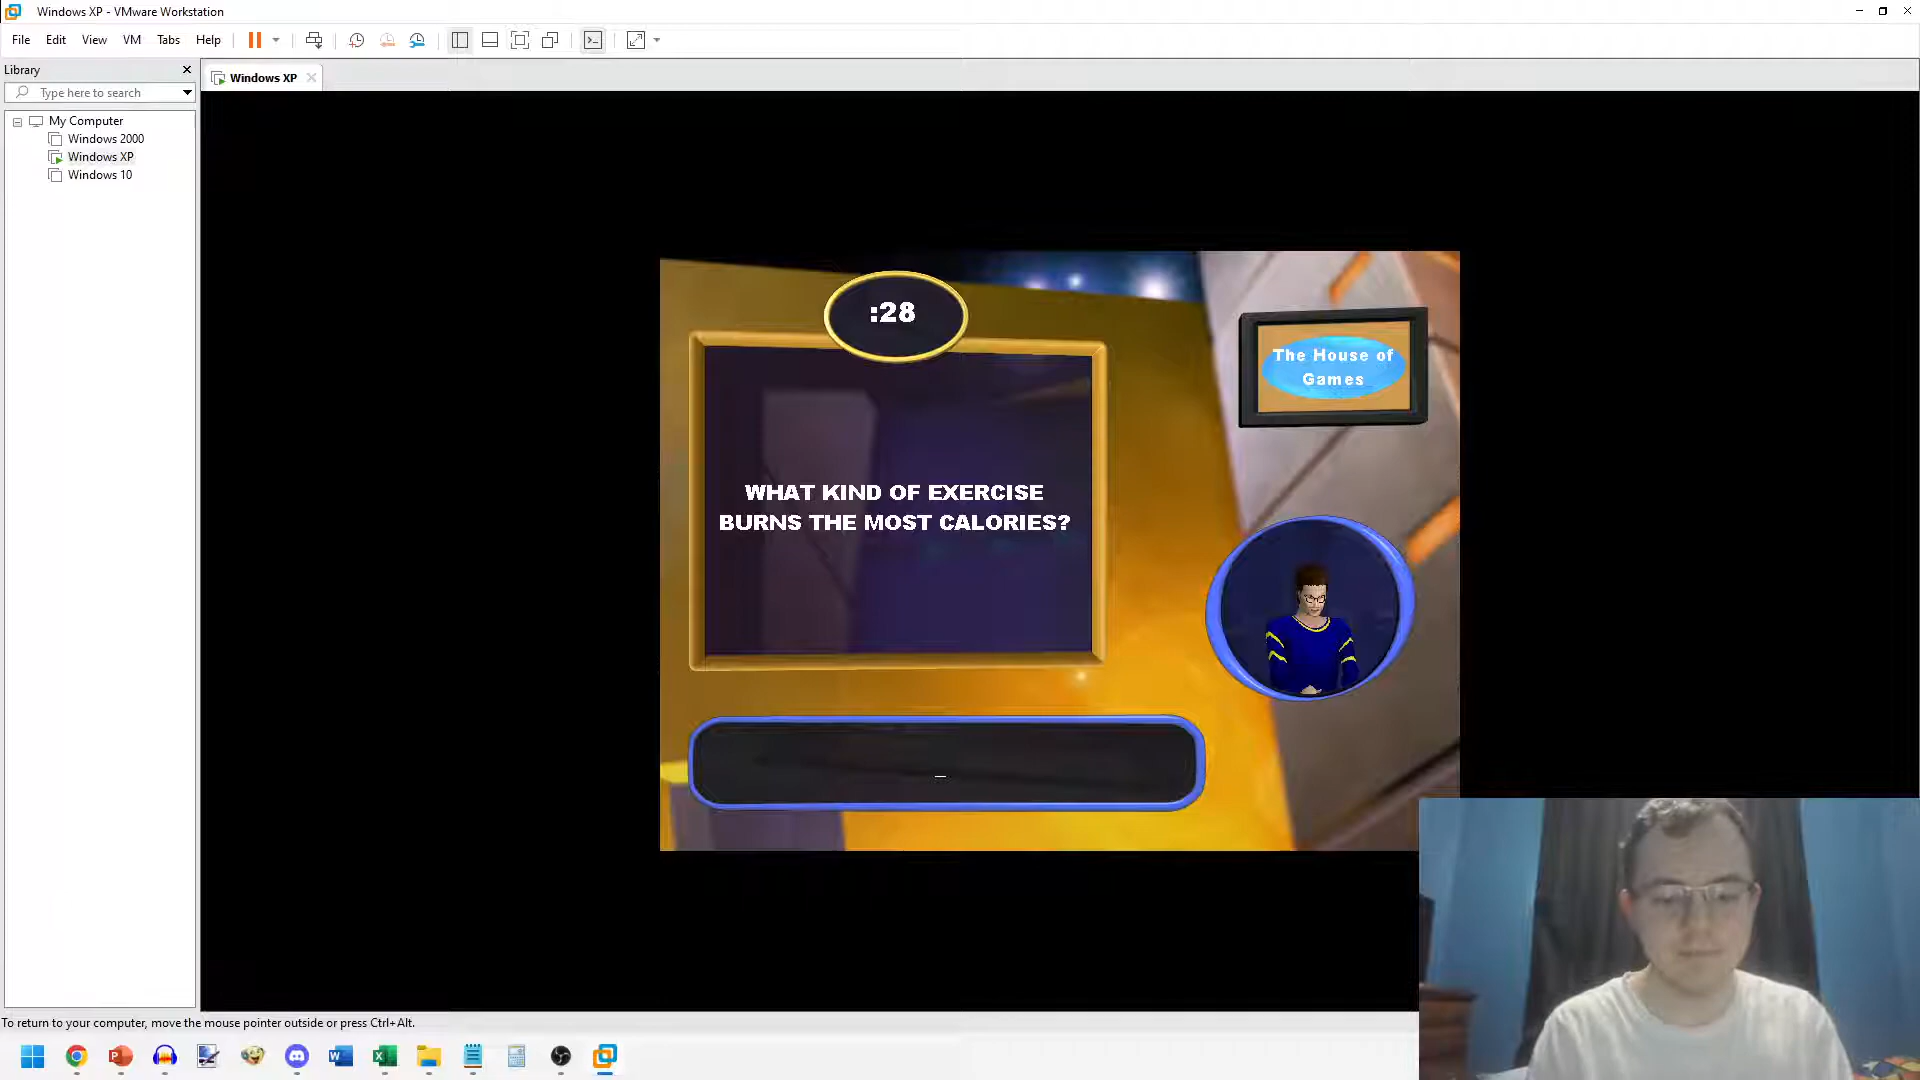 Windows XP - VMware Workstation
File Edit View VM Tabs Help
Library
Windows XP
Type here to search
My Computer
Windows 2000
Windows XP
Windows 10
:28
The House of
Games
WHAT KIND OF EXERCISE
BURNS THE MOST CALORIES?
_
To return to your computer, move the mouse pointer outside or press Ctrl+Alt.